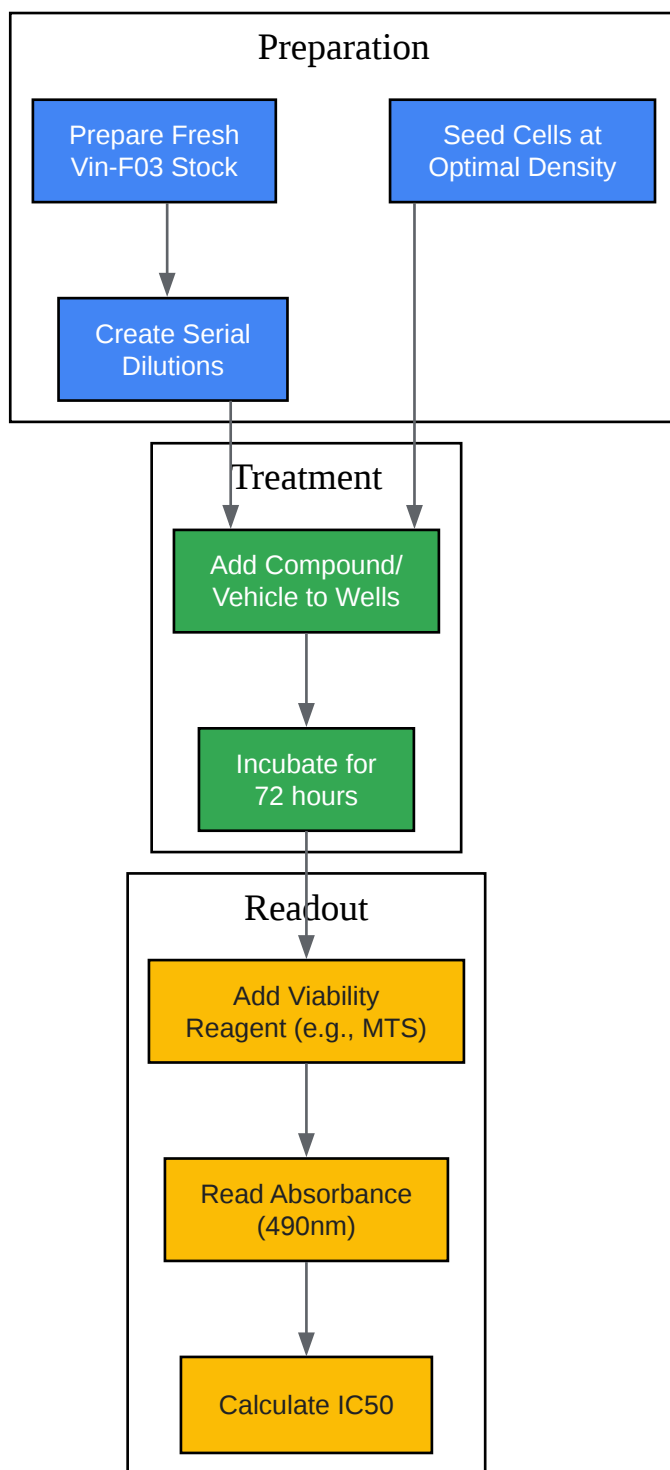 Preparation
Prepare Fresh
Vin-F03 Stock
Seed Cells at
Optimal Density
Create Serial
Dilutions
Treatment
Add Compound/
Vehicle to Wells
Incubate for
72 hours
Readout
Add Viability
Reagent (e.g., MTS)
Read Absorbance
(490nm)
Calculate IC50